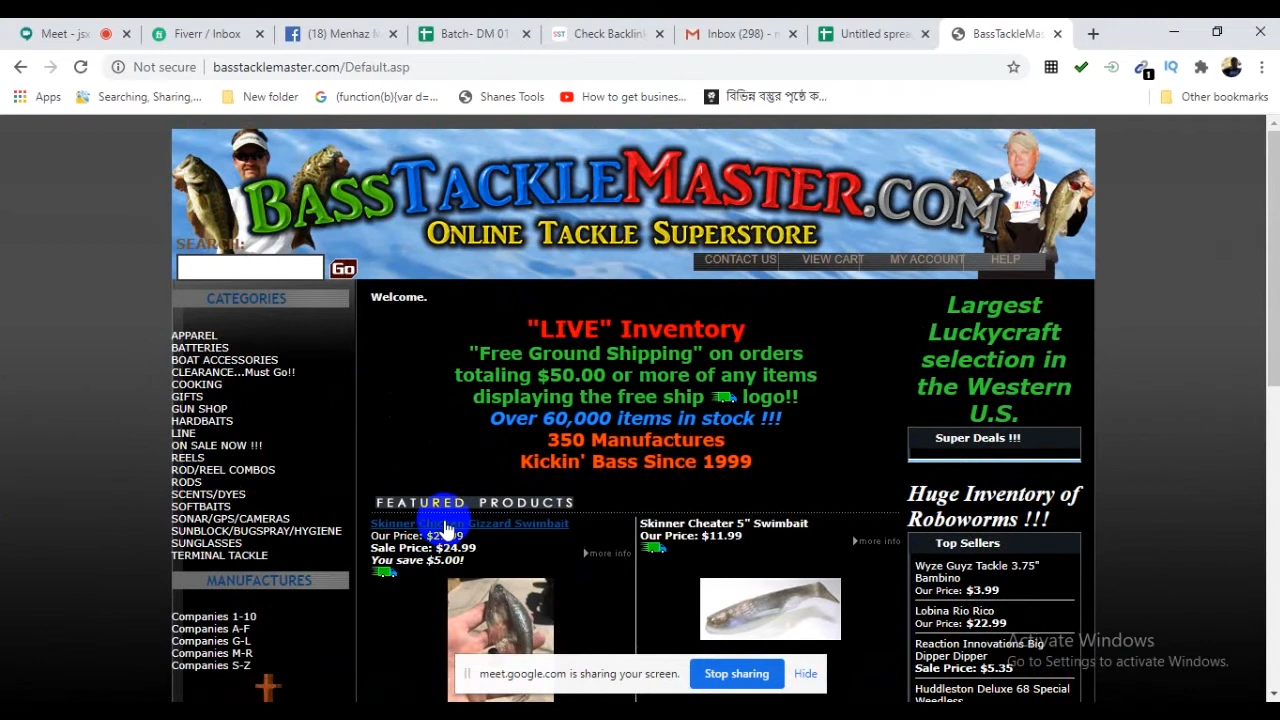 Meet - jsx
Fiverr / Inbox
(18) Menhaz
Batch- DM 01
Check Backlink
Inbox (298) - m
Untitled sprea
BassTackleMas
Not secure
basstacklemaster.com/Default.asp
1
Apps
Searching, Sharing,...
New folder
(function(b){var d=...
Shanes Tools
How to get busines...
বিভিন্ন বস্তুর পৃষ্ঠে ক...
Other bookmarks
BASSTACKLEMASTER.COM
ONLINE TACKLE SUPERSTORE
SEARCH:
Go
CONTACT US
VIEW CART
MY ACCOUNT
HELP
CATEGORIES
APPAREL
BATTERIES
BOAT ACCESSORIES
CLEARANCE...Must Go!!
COOKING
GIFTS
GUN SHOP
HARDBAITS
LINE
ON SALE NOW !!!
REELS
ROD/REEL COMBOS
RODS
SCENTS/DYES
SOFTBAITS
SONAR/GPS/CAMERAS
SUNBLOCK/BUGSPRAY/HYGIENE
SUNGLASSES
TERMINAL TACKLE
MANUFACTURES
Companies 1-10
Companies A-F
Companies G-L
Companies M-R
Companies S-Z
Welcome.
"LIVE" Inventory
"Free Ground Shipping" on orders
totaling $50.00 or more of any items
displaying the free ship logo!!
Over 60,000 items in stock !!!
350 Manufactures
Kickin' Bass Since 1999
FEATURED PRODUCTS
Skinner Chicken Gizzard Swimbait
Our Price:
Sale Price: $24.99
You save $5.00!
more info
Skinner Cheater 5" Swimbait
Our Price: $11.99
more info
Largest
Luckycraft
selection in
the Western
U.S.
Super Deals !!!
Huge Inventory of
Roboworms !!!
Top Sellers
Wyze Guyz Tackle 3.75"
Bambino
Our Price: $3.99
Lobina Rio Rico
Our Price: $22.99
Reaction Innovations Big
Dipper Dipper
Sale Price: $5.35
Huddleston Deluxe 68 Special
Weedless
Activate Windows
Go to Settings to activate Windows.
meet.google.com is sharing your screen.
Stop sharing
Hide